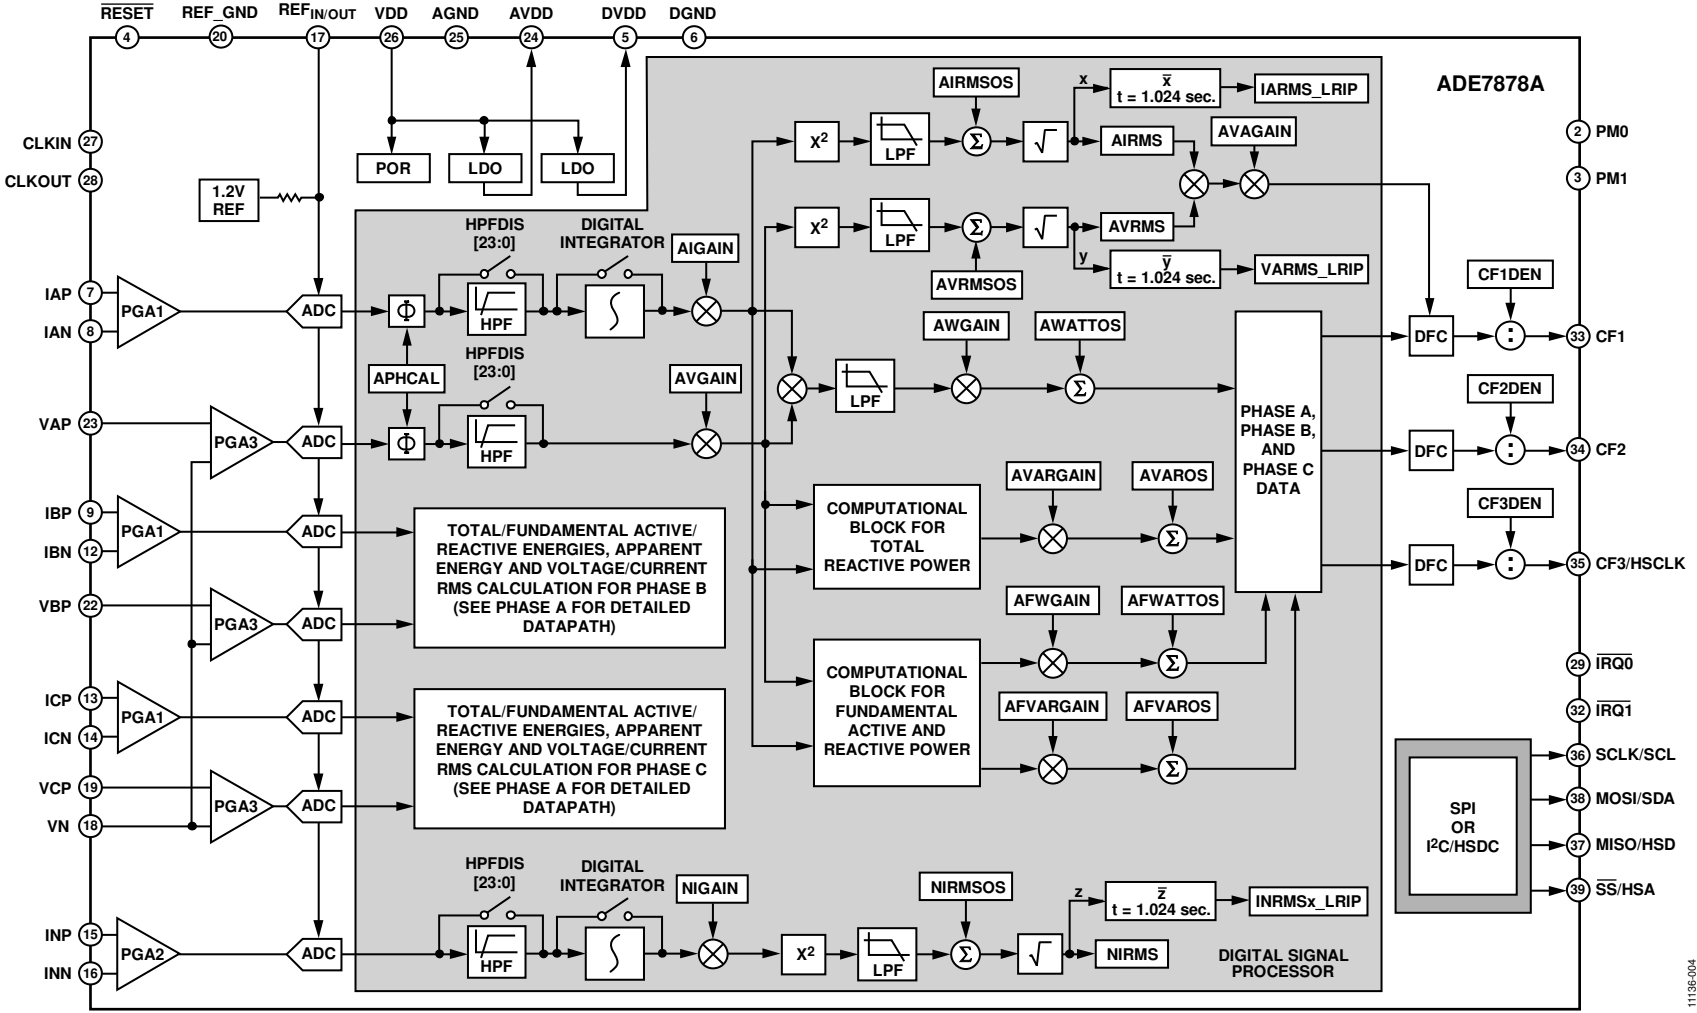 RESET REF_GND REFIN/OUT VDD AGND AVDD DVDD DGND
4 20 17 26 25 24 5 6
ADE7878A
CLKIN 27
CLKOUT 28
1.2V
REF
POR
LDO
LDO
AIRMSOS
X2
LPF
Σ
√
x
x
t = 1.024 sec.
IARMS_LRIP
AIRMS
AVAGAIN
X2
LPF
Σ
√
AVRMS
AVRMSOS
y
y
t = 1.024 sec.
VARMS_LRIP
2 PM0
3 PM1
IAP 7
IAN 8
PGA1
ADC
Φ
HPFDIS
[23:0]
HPF
DIGITAL
INTEGRATOR
∫
AIGAIN
APHCAL
VAP 23
PGA3
ADC
Φ
HPFDIS
[23:0]
HPF
AVGAIN
LPF
AWGAIN
AWATTOS
Σ
PHASE A,
PHASE B,
AND
PHASE C
DATA
CF1DEN
DFC
:
33 CF1
CF2DEN
DFC
:
34 CF2
CF3DEN
DFC
:
35 CF3/HSCLK
IBP 9
IBN 12
PGA1
ADC
VBP 22
PGA3
ADC
TOTAL/FUNDAMENTAL ACTIVE/
REACTIVE ENERGIES, APPARENT
ENERGY AND VOLTAGE/CURRENT
RMS CALCULATION FOR PHASE B
(SEE PHASE A FOR DETAILED
DATAPATH)
COMPUTATIONAL
BLOCK FOR
TOTAL
REACTIVE POWER
AVARGAIN
AVAROS
Σ
COMPUTATIONAL
BLOCK FOR
FUNDAMENTAL
ACTIVE AND
REACTIVE POWER
AFWGAIN
AFWATTOS
Σ
AFVARGAIN
AFVAROS
Σ
ICP 13
ICN 14
PGA1
ADC
VCP 19
VN 18
PGA3
ADC
TOTAL/FUNDAMENTAL ACTIVE/
REACTIVE ENERGIES, APPARENT
ENERGY AND VOLTAGE/CURRENT
RMS CALCULATION FOR PHASE C
(SEE PHASE A FOR DETAILED
DATAPATH)
29 IRQ0
32 IRQ1
SPI
OR
I2C/HSDC
36 SCLK/SCL
38 MOSI/SDA
37 MISO/HSD
39 SS/HSA
INP 15
INN 16
PGA2
ADC
HPFDIS
[23:0]
HPF
DIGITAL
INTEGRATOR
∫
NIGAIN
X2
LPF
NIRMSOS
Σ
√
z
z
t = 1.024 sec.
INRMSx_LRIP
NIRMS
DIGITAL SIGNAL
PROCESSOR
11136-004